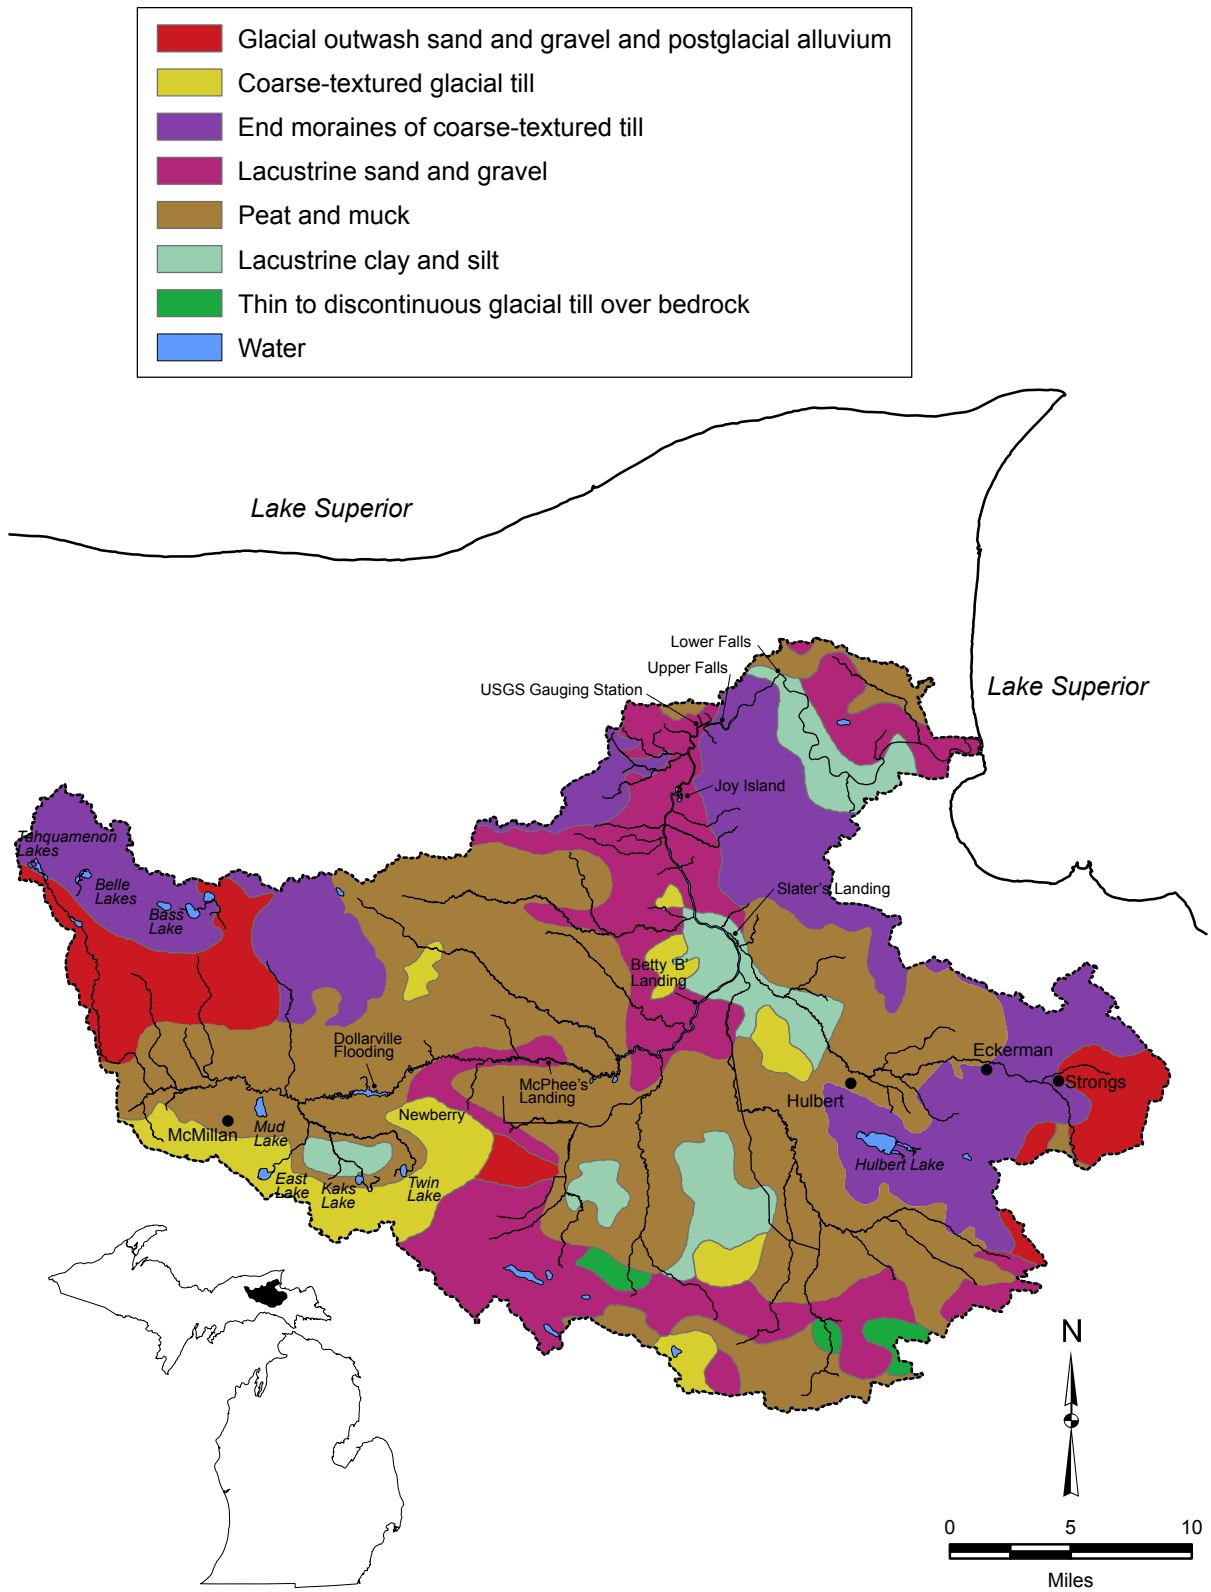 Glacial outwash sand and gravel and postglacial alluvium
Coarse-textured glacial till
End moraines of coarse-textured till
Lacustrine sand and gravel
Peat and muck
Lacustrine clay and silt
Thin to discontinuous glacial till over bedrock
Water
Lake Superior
Lower Falls
Upper Falls
USGS Gauging Station
Lake Superior
Joy Island
Tahquamenon
Lakes
Belle
Lakes
Bass
Lake
Slater's Landing
Betty 'B'
Landing
Dollarville
Flooding
Eckerman
McPhee's
Landing
Strongs
Hulbert
Newberry
McMillan
Mud
Lake
Hulbert Lake
East
Lake
Kaks
Lake
Twin
Lake
N
0 5 10
Miles